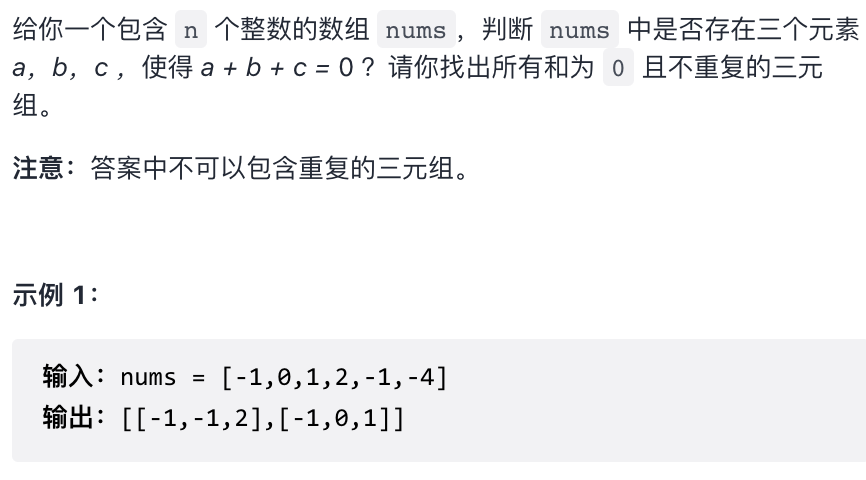 给你一个包含 n 个整数的数组 nums，判断 nums 中是否存在三个元素
a，b，c ，使得 a + b + c = 0 ？请你找出所有和为 0 且不重复的三元
组。
注意：答案中不可以包含重复的三元组。
示例 1：
输入：nums = [-1,0,1,2,-1,-4]
输出：[[-1,-1,2],[-1,0,1]]